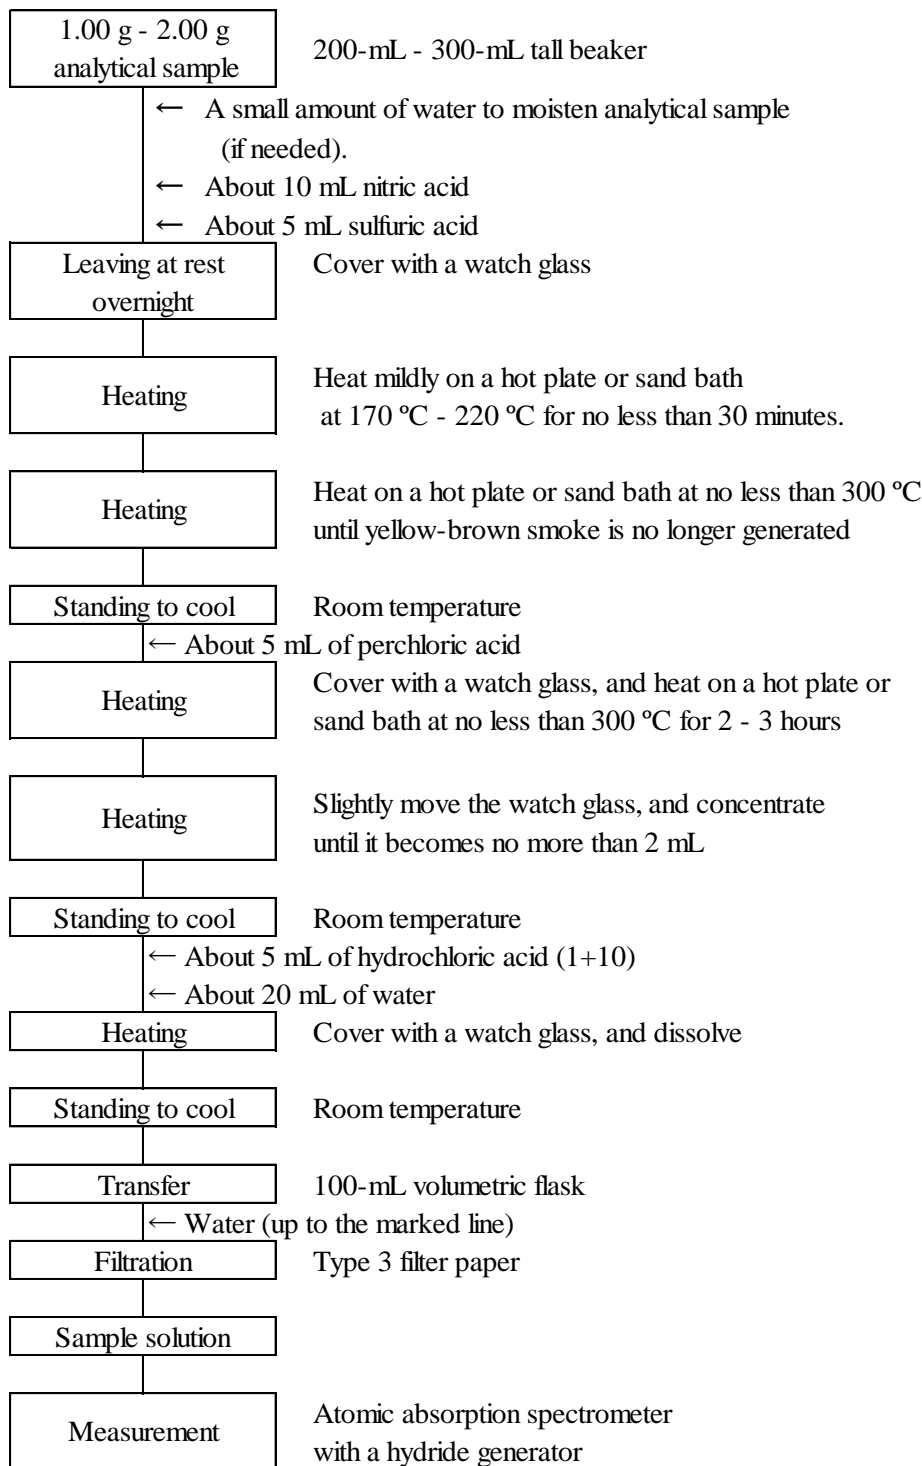 1.00 g - 2.00 g
analytical sample
200-mL - 300-mL tall beaker
← A small amount of water to moisten analytical sample
(if needed).
← About 10 mL nitric acid
← About 5 mL sulfuric acid
Leaving at rest
overnight
Cover with a watch glass
Heating
Heat mildly on a hot plate or sand bath
at 170 ºC - 220 ºC for no less than 30 minutes.
Heating
Heat on a hot plate or sand bath at no less than 300 ºC
until yellow-brown smoke is no longer generated
Standing to cool
Room temperature
← About 5 mL of perchloric acid
Heating
Cover with a watch glass, and heat on a hot plate or
sand bath at no less than 300 ºC for 2 - 3 hours
Heating
Slightly move the watch glass, and concentrate
until it becomes no more than 2 mL
Standing to cool
Room temperature
← About 5 mL of hydrochloric acid (1+10)
← About 20 mL of water
Heating
Cover with a watch glass, and dissolve
Standing to cool
Room temperature
Transfer
100-mL volumetric flask
← Water (up to the marked line)
Filtration
Type 3 filter paper
Sample solution
Measurement
Atomic absorption spectrometer
with a hydride generator